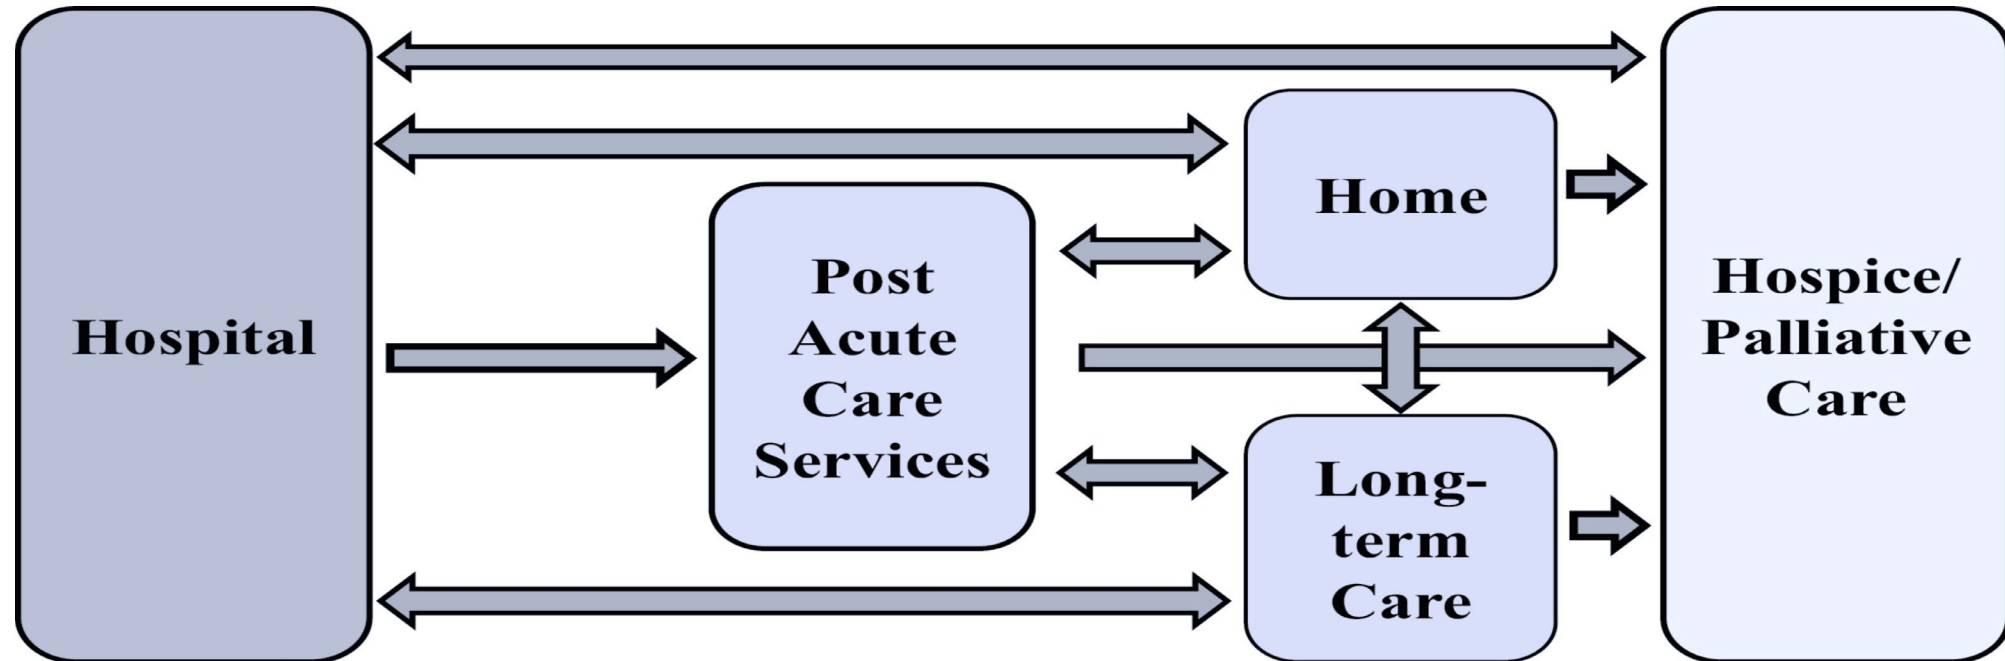 Hospital
Post
Acute
Care
Services
Home
Long-
term
Care
Hospice/
Palliative
Care